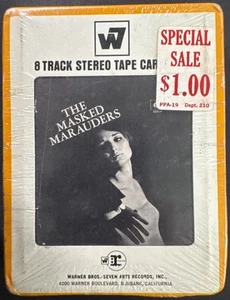 W7
8 TRACK STEREO TAPE CAR
SPECIAL
SALE
$1.00
PPA-19 Dept. 210
THE
MASKED
MARAUDERS
W7 r:
WARNER BROS.-SEVEN ARTS RECORDS, INC.,
4000 WARNER BOULEVARD, BURBANK, CALIFORNIA